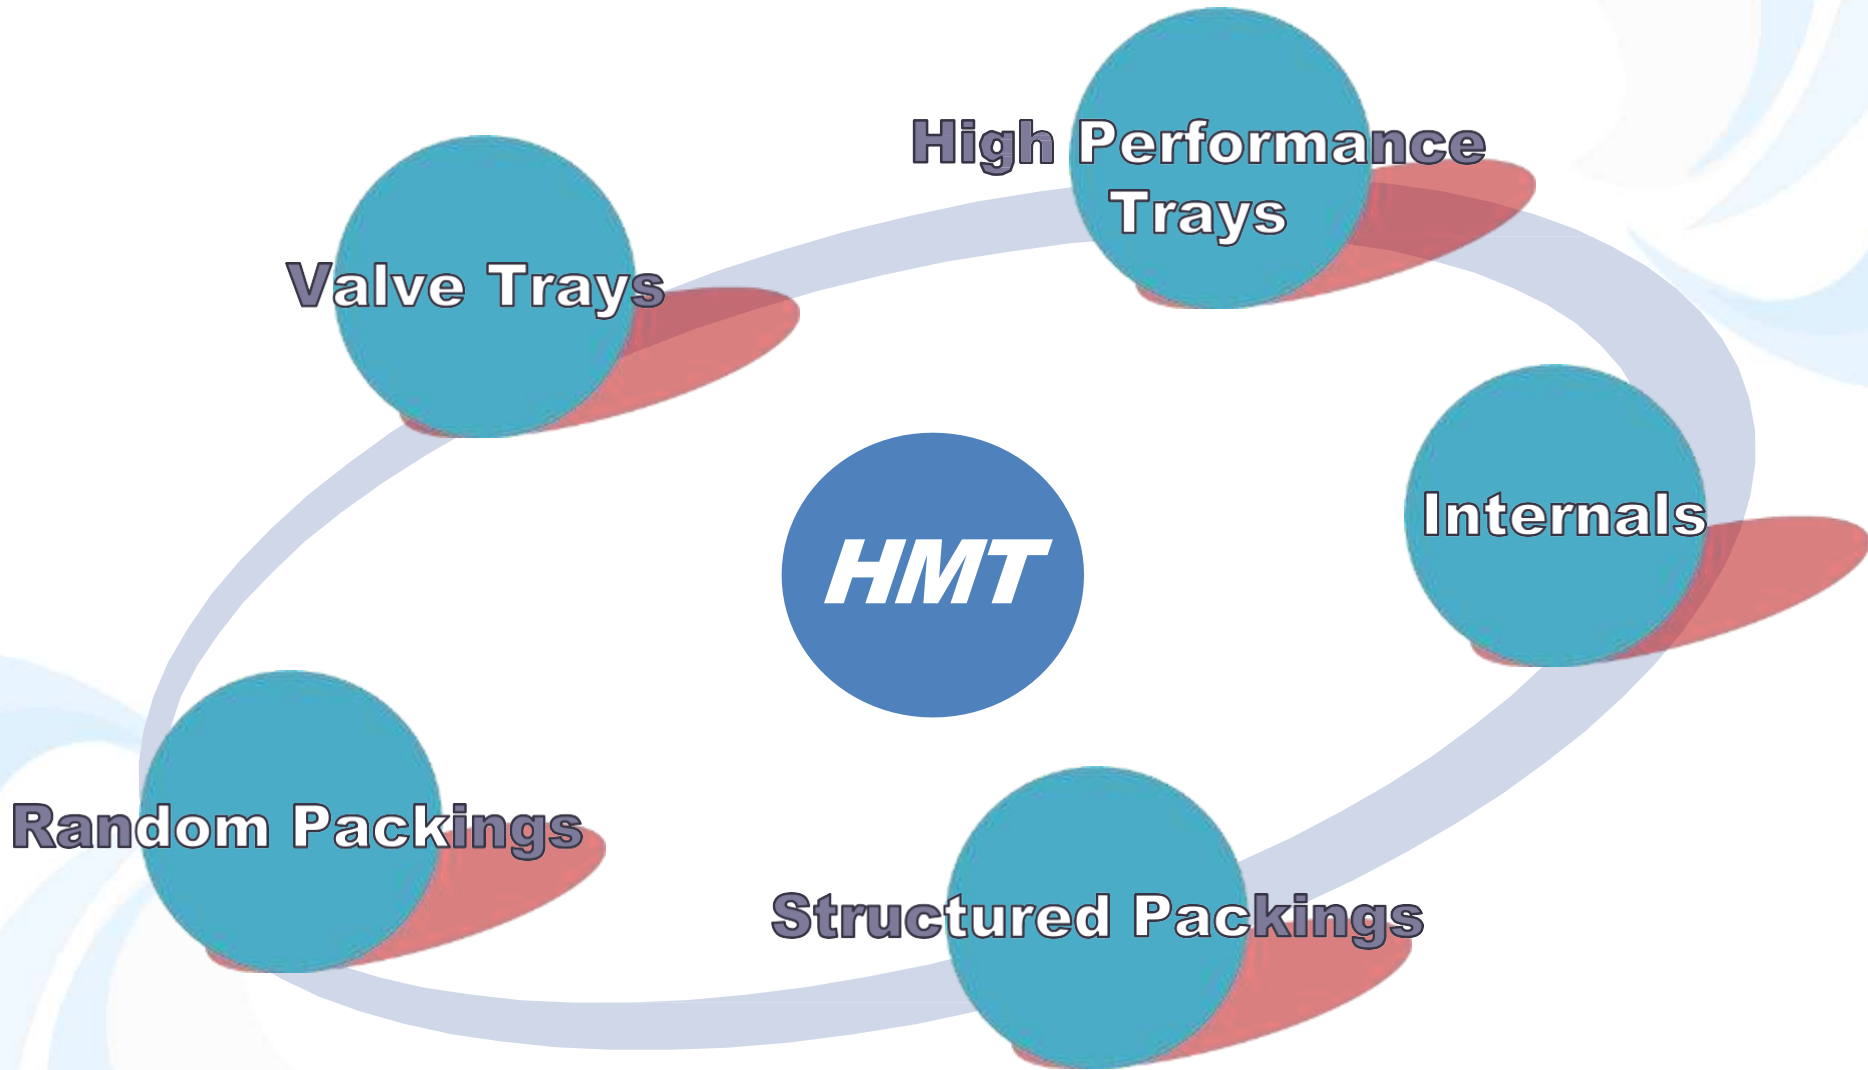 High Performance
Trays
Valve Trays
Internals
HMT
Random Packings
Structured Packings